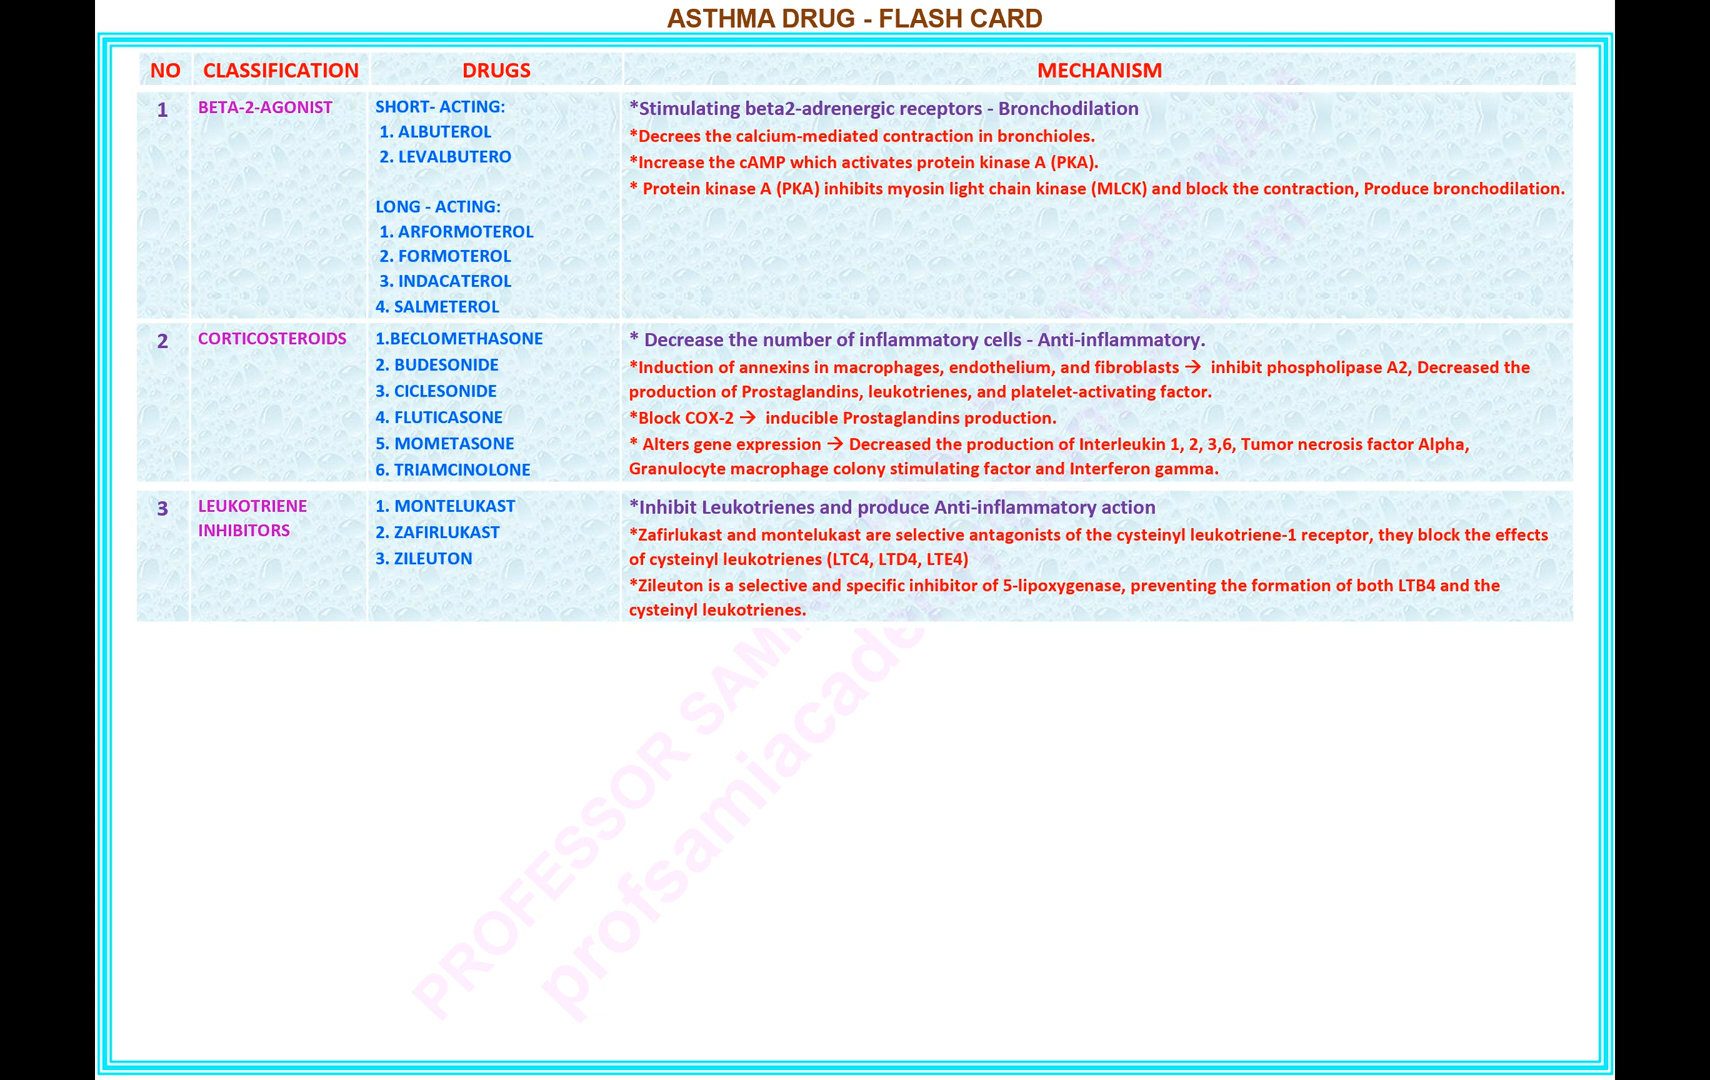 ASTHMA DRUG - FLASH CARD
NO CLASSIFICATION DRUGS MECHANISM
1 BETA-2-AGONIST
SHORT- ACTING:
1. ALBUTEROL
2. LEVALBUTERO
LONG - ACTING:
1. ARFORMOTEROL
2. FORMOTEROL
3. INDACATEROL
4. SALMETEROL
*Stimulating beta2-adrenergic receptors - Bronchodilation
*Decrees the calcium-mediated contraction in bronchioles.
*Increase the cAMP which activates protein kinase A (PKA).
* Protein kinase A (PKA) inhibits myosin light chain kinase (MLCK) and block the contraction, Produce bronchodilation.
2 CORTICOSTEROIDS
1.BECLOMETHASONE
2. BUDESONIDE
3. CICLESONIDE
4. FLUTICASONE
5. MOMETASONE
6. TRIAMCINOLONE
* Decrease the number of inflammatory cells - Anti-inflammatory.
*Induction of annexins in macrophages, endothelium, and fibroblasts → inhibit phospholipase A2, Decreased the
production of Prostaglandins, leukotrienes, and platelet-activating factor.
*Block COX-2 → inducible Prostaglandins production.
* Alters gene expression → Decreased the production of Interleukin 1, 2, 3,6, Tumor necrosis factor Alpha,
Granulocyte macrophage colony stimulating factor and Interferon gamma.
3 LEUKOTRIENE
INHIBITORS
1. MONTELUKAST
2. ZAFIRLUKAST
3. ZILEUTON
*Inhibit Leukotrienes and produce Anti-inflammatory action
*Zafirlukast and montelukast are selective antagonists of the cysteinyl leukotriene-1 receptor, they block the effects
of cysteinyl leukotrienes (LTC4, LTD4, LTE4)
*Zileuton is a selective and specific inhibitor of 5-lipoxygenase, preventing the formation of both LTB4 and the
cysteinyl leukotrienes.
PROFESSOR